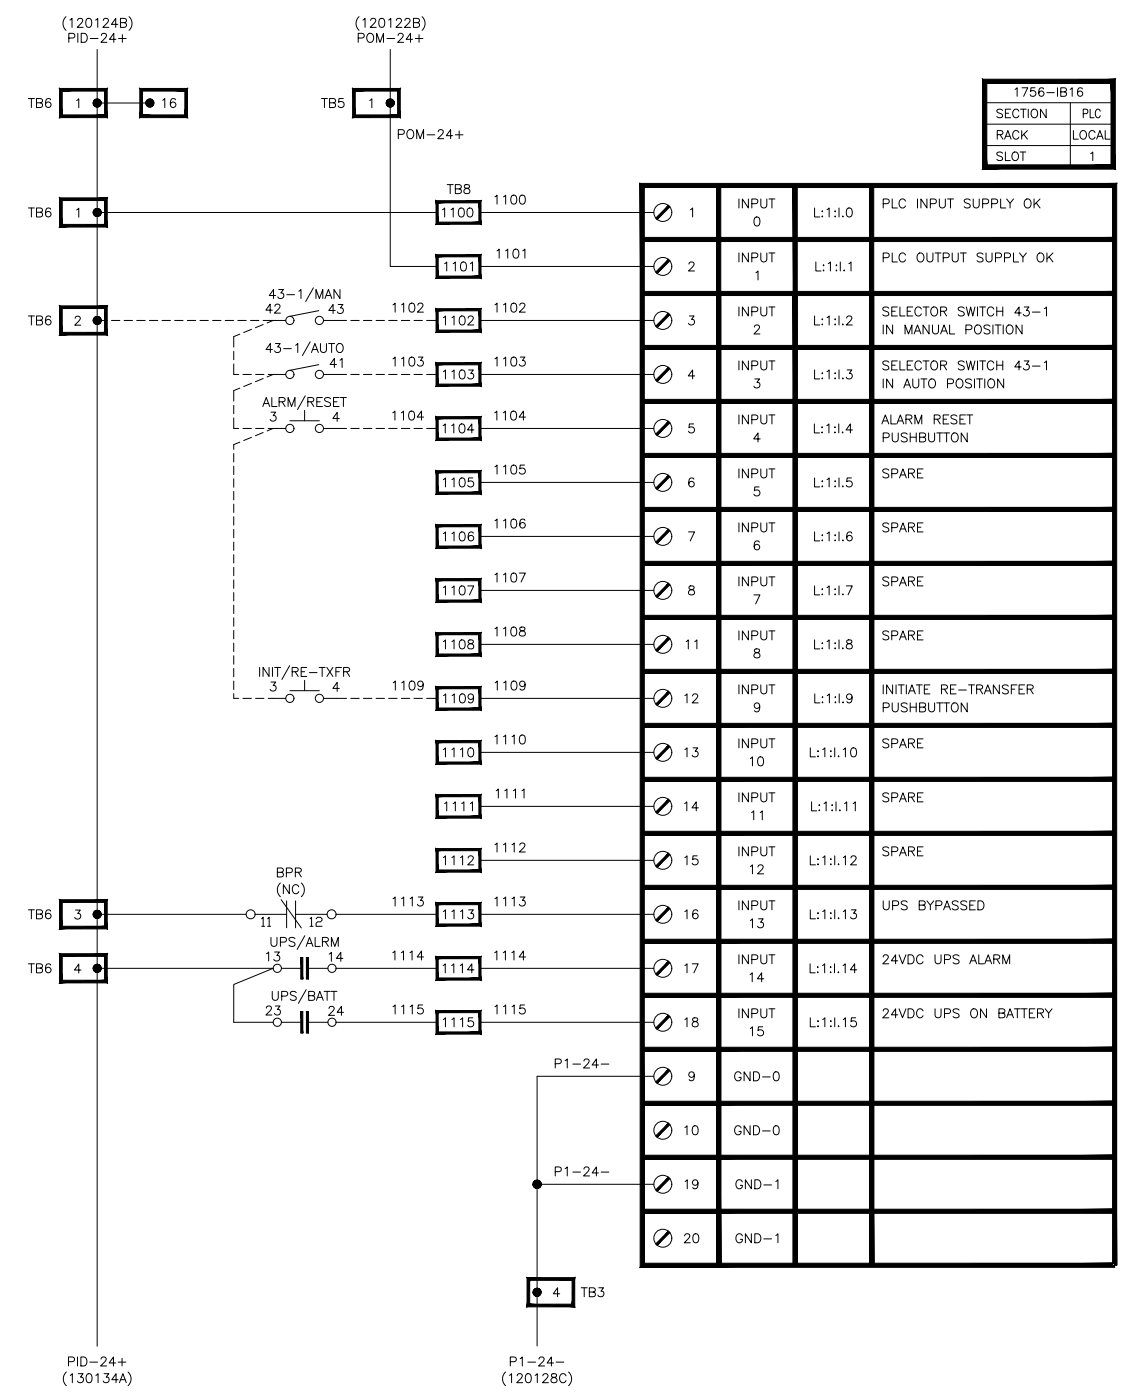 (120124B)
PID-24+
(120122B)
POM-24+
TB6 1 16
TB5 1
POM-24+
1756-IB16
SECTION PLC
RACK LOCAL
SLOT 1
TB8
TB6 1 1100 1100 1 INPUT 0 L:1:I.0 PLC INPUT SUPPLY OK
1101 1101 2 INPUT 1 L:1:I.1 PLC OUTPUT SUPPLY OK
43-1/MAN
TB6 2 42 43 1102 1102 1102 3 INPUT 2 L:1:I.2 SELECTOR SWITCH 43-1
IN MANUAL POSITION
43-1/AUTO
41 1103 1103 1103 4 INPUT 3 L:1:I.3 SELECTOR SWITCH 43-1
IN AUTO POSITION
ALRM/RESET
3 4 1104 1104 1104 5 INPUT 4 L:1:I.4 ALARM RESET
PUSHBUTTON
1105 1105 6 INPUT 5 L:1:I.5 SPARE
1106 1106 7 INPUT 6 L:1:I.6 SPARE
1107 1107 8 INPUT 7 L:1:I.7 SPARE
1108 1108 11 INPUT 8 L:1:I.8 SPARE
INIT/RE-TXFR
3 4 1109 1109 1109 12 INPUT 9 L:1:I.9 INITIATE RE-TRANSFER
PUSHBUTTON
1110 1110 13 INPUT 10 L:1:I.10 SPARE
1111 1111 14 INPUT 11 L:1:I.11 SPARE
1112 1112 15 INPUT 12 L:1:I.12 SPARE
BPR
(NC)
TB6 3 11 12 1113 1113 1113 16 INPUT 13 L:1:I.13 UPS BYPASSED
UPS/ALRM
TB6 4 13 14 1114 1114 1114 17 INPUT 14 L:1:I.14 24VDC UPS ALARM
UPS/BATT
23 24 1115 1115 1115 18 INPUT 15 L:1:I.15 24VDC UPS ON BATTERY
P1-24- 9 GND-0
10 GND-0
P1-24- 19 GND-1
20 GND-1
4 TB3
PID-24+
(130134A)
P1-24-
(120128C)